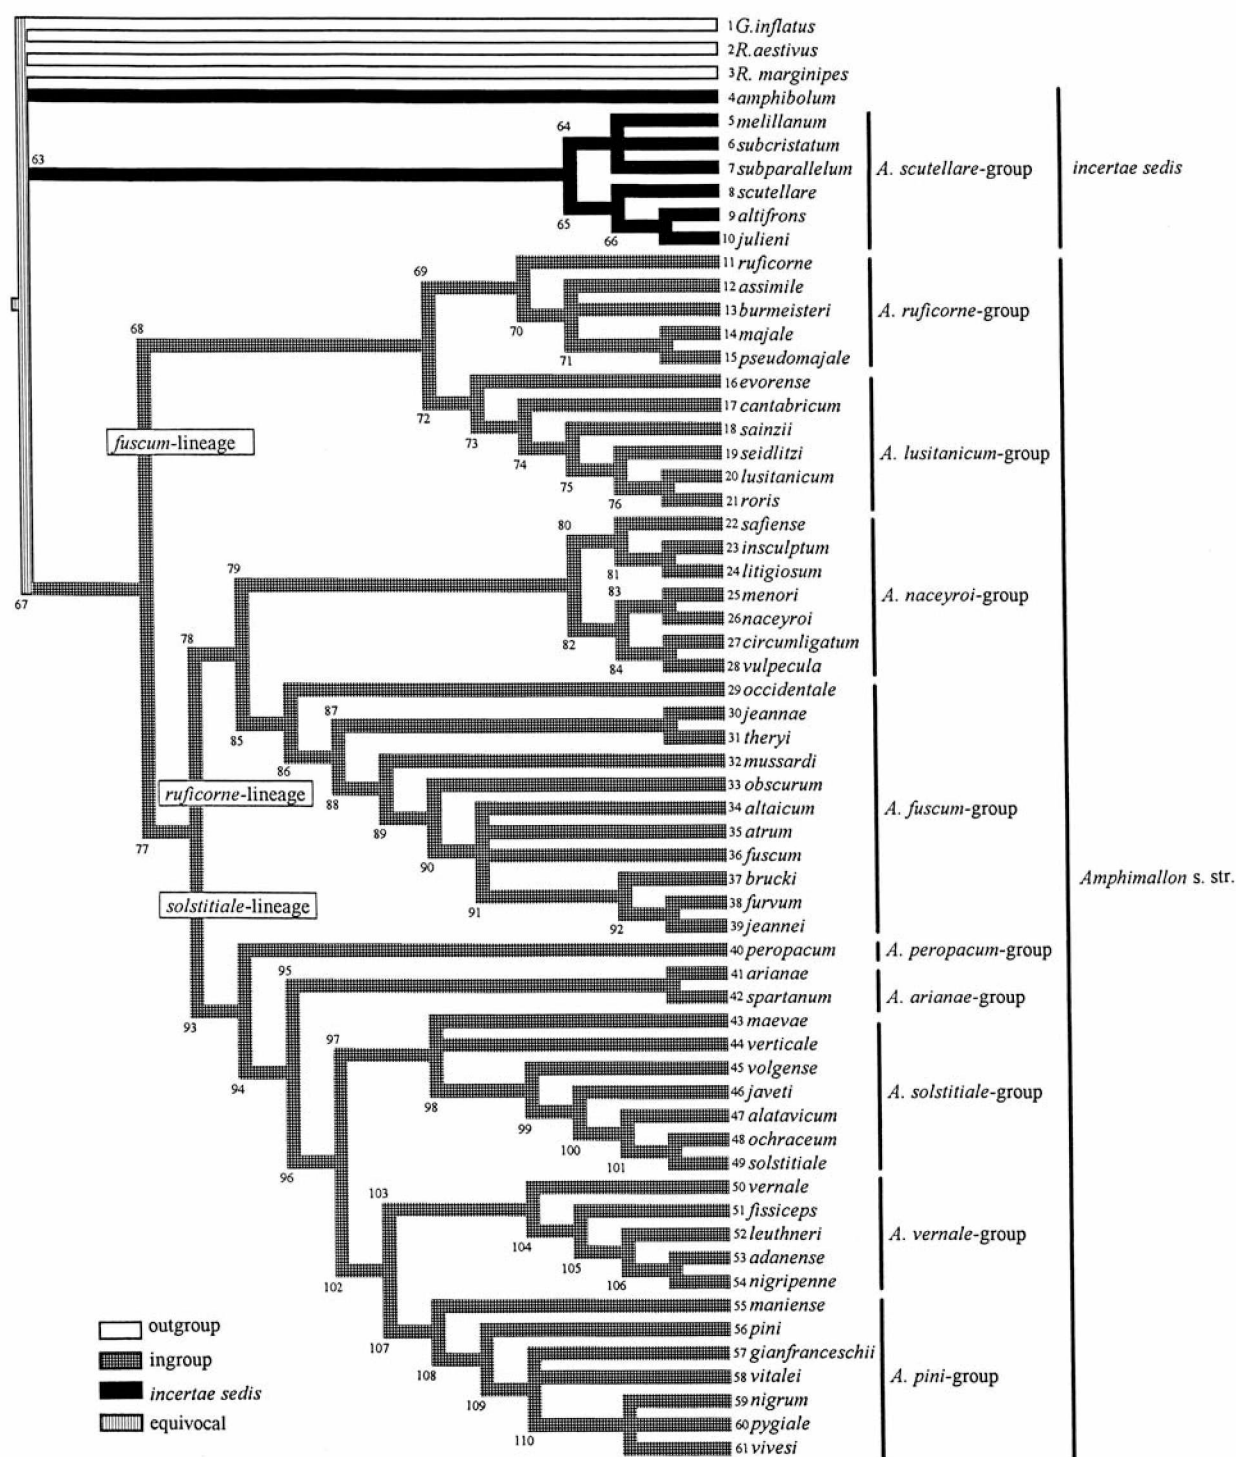 1 G.inflatus
2 R.aestivus
3 R. marginipes
4 amphibolum
64
5 melillanum
6 subcristatum
63
7 subparallelum
A. scutellare-group
incertae sedis
8 scutellare
65
9 altifrons
66
10 julieni
11 ruficorne
69
12 assimile
13 burmeisteri
A. ruficorne-group
68
70
14 majale
71
15 pseudomajale
16 evorense
72
17 cantabricum
73
18 sainzii
fuscum-lineage
74
19 seidlitzi
A. lusitanicum-group
75
20 lusitanicum
76
21 roris
80
22 safiense
23 insculptum
79
81
24 litigiosum
67
83
25 menori
A. naceyroi-group
26 naceyroi
78
82
27 circumligatum
84
28 vulpecula
29 occidentale
87
30 jeannae
85
31 theryi
86
32 mussardi
ruficorne-lineage
33 obscurum
88
34 altaicum
A. fuscum-group
89
35 atrum
77
36 fuscum
90
37 brucki
Amphimallon s. str.
solstitiale-lineage
91
38 furvum
92
39 jeannei
40 peropacum
A. peropacum-group
95
41 arianae
42 spartanum
A. arianae-group
93
43 maevae
97
44 verticale
45 volgense
94
46 javeti
A. solstitiale-group
98
47 alatavicum
99
48 ochraceum
100
101
49 solstitiale
96
50 vernale
103
51 fissiceps
52 leuthneri
A. vernale-group
104
53 adanense
105
54 nigripenne
106
102
55 maniense
outgroup
56 pini
107
57 gianfranceschii
ingroup
108
58 vitalei
A. pini-group
incertae sedis
59 nigrum
109
60 pygiale
equivocal
110
61 vivesi